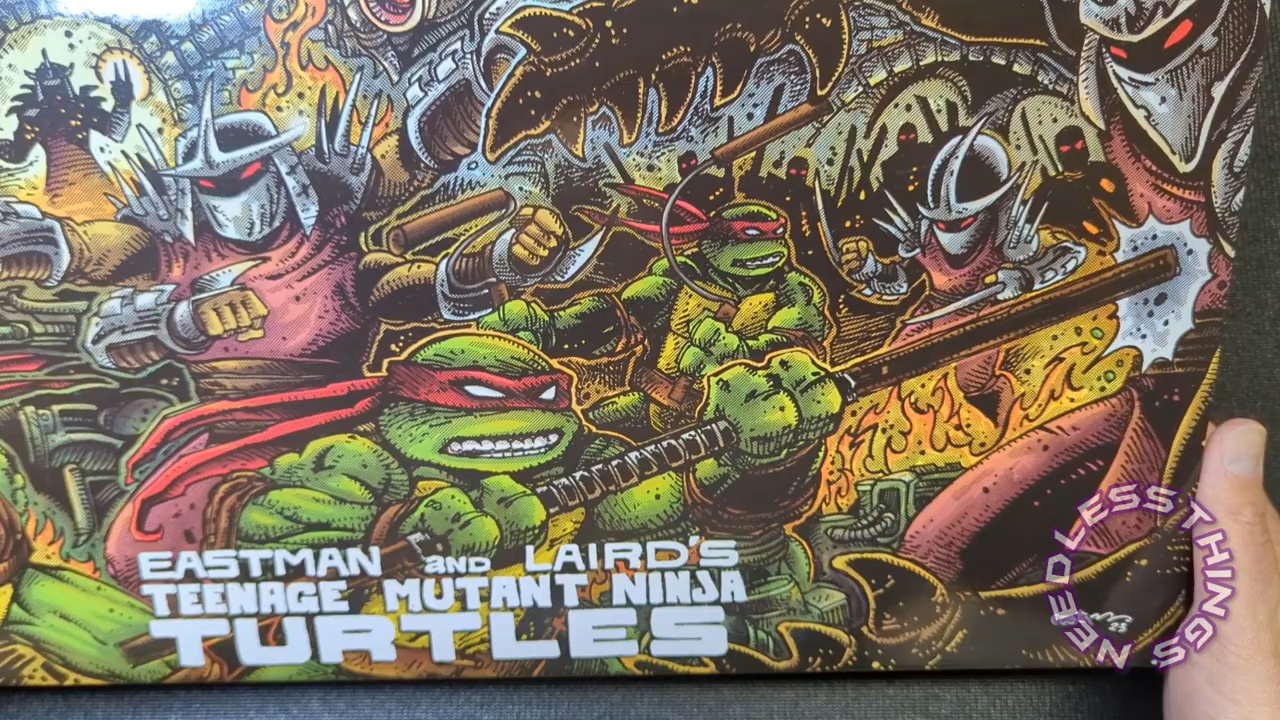 EASTMAN AND LAIRD'S
TEENAGE MUTANT NINJA
TURTLES
NEEDLESSTHINGS